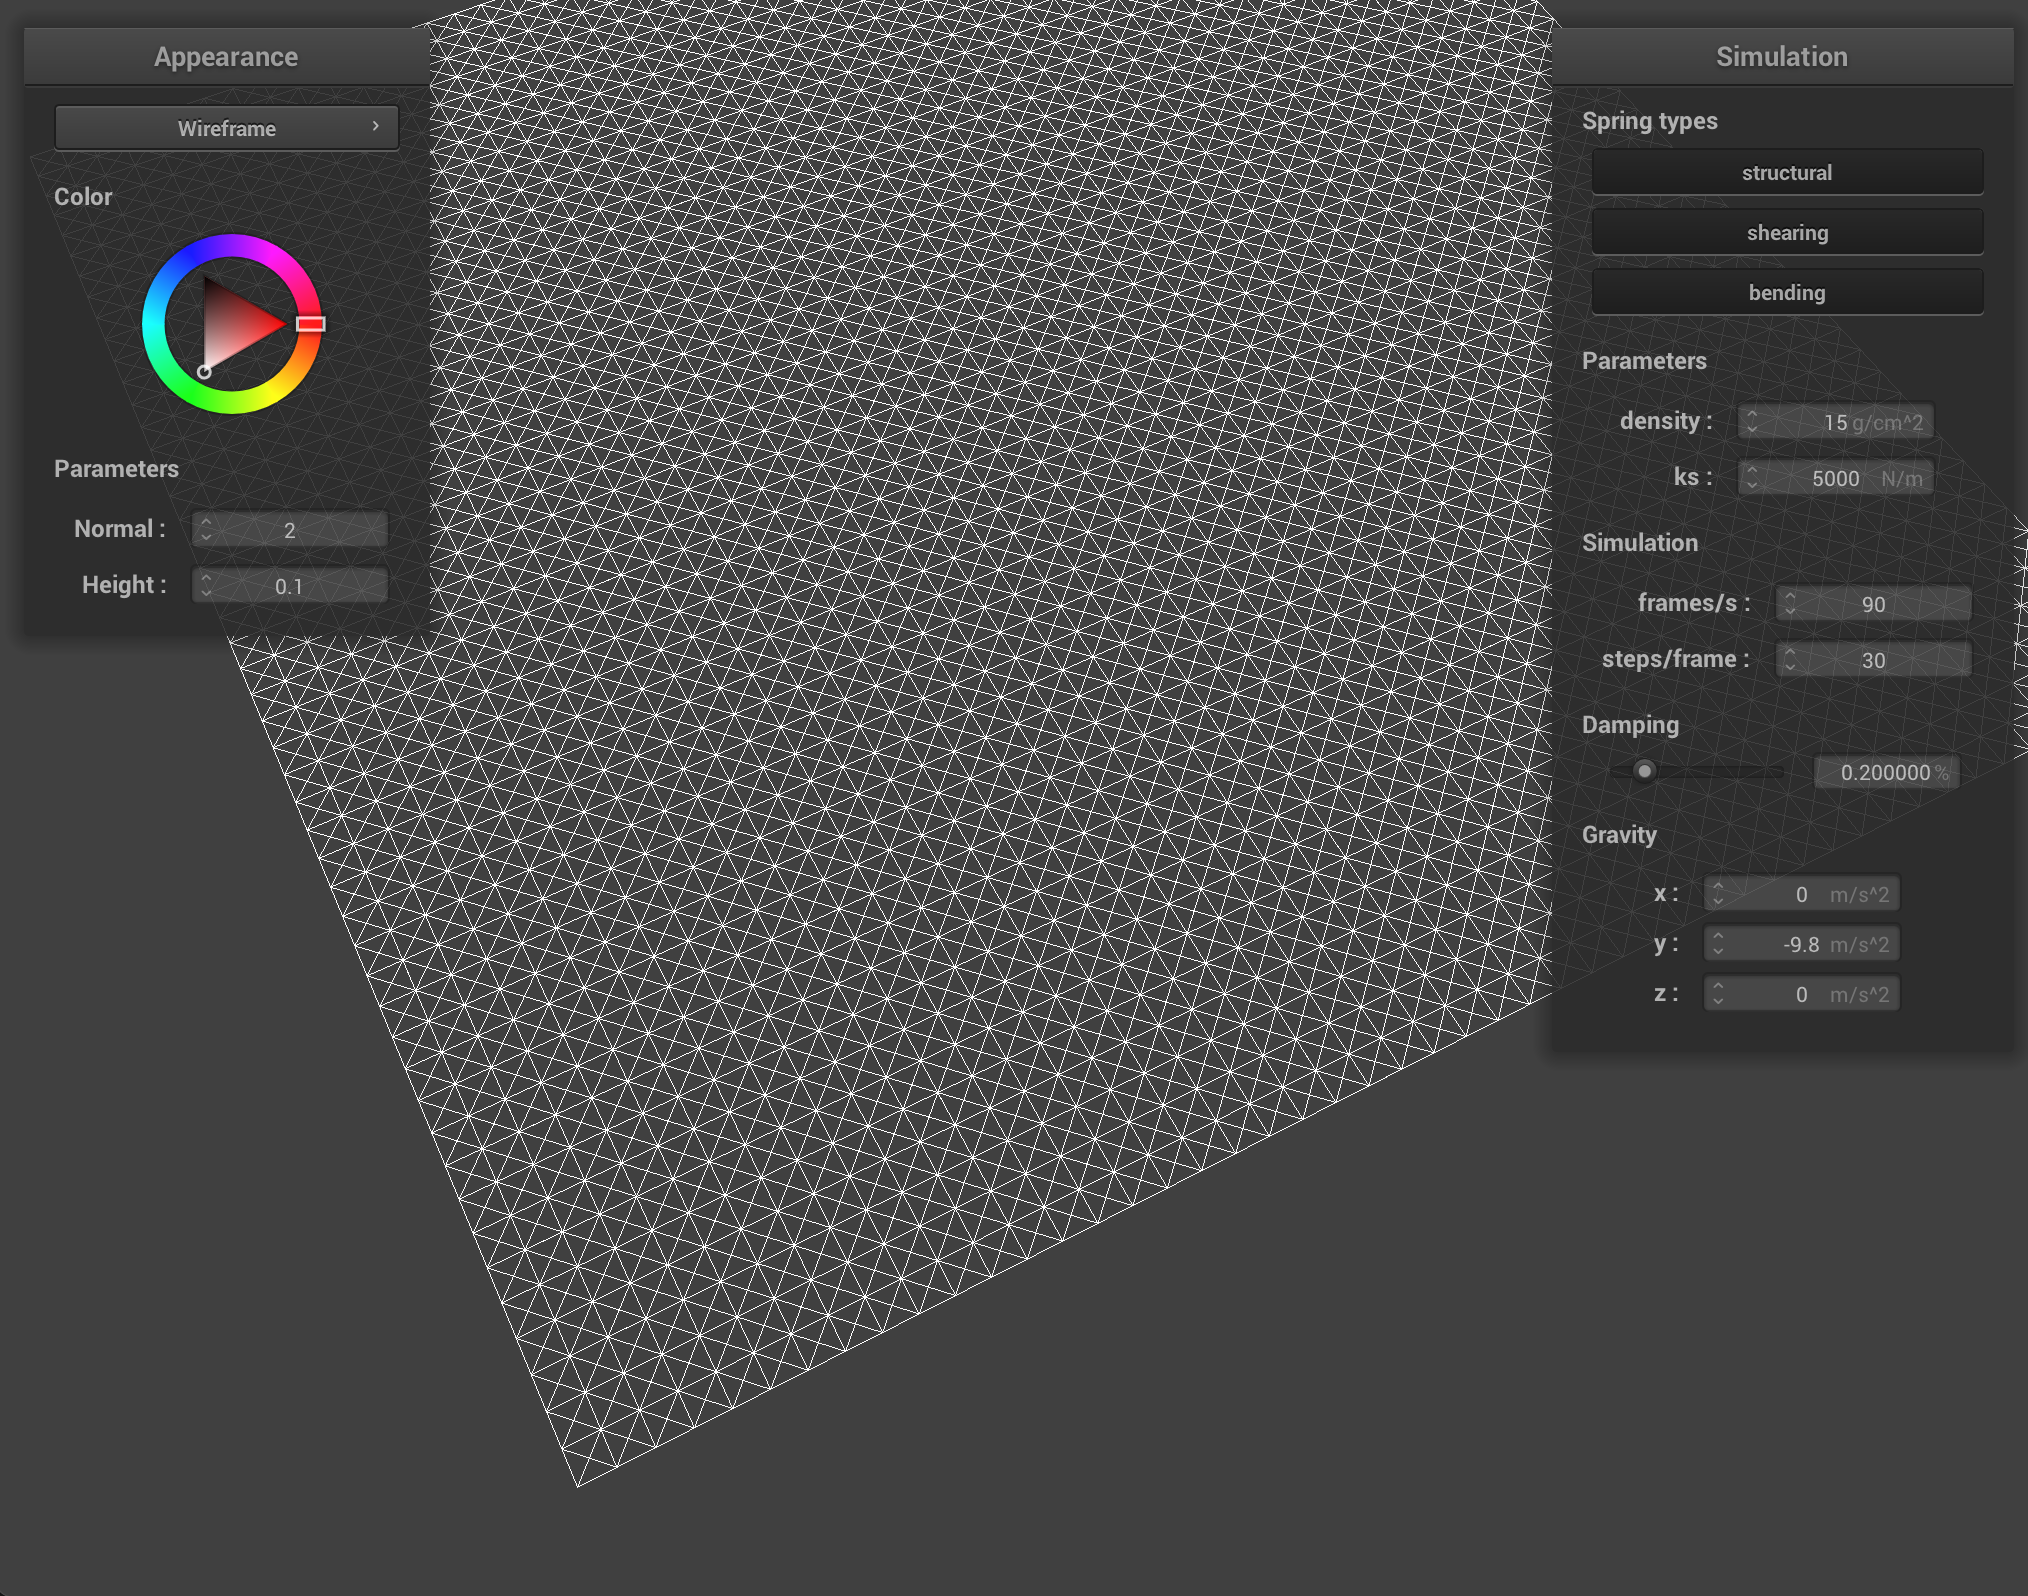 Appearance
Wireframe
Color
Parameters
Normal : 2
Height : 0.1
Simulation
Spring types
structural
shearing
bending
Parameters
density : 15 g/cm^2
ks : 5000 N/m
Simulation
frames/s : 90
steps/frame : 30
Damping
0.200000 %
Gravity
x : 0 m/s^2
y : -9.8 m/s^2
z : 0 m/s^2